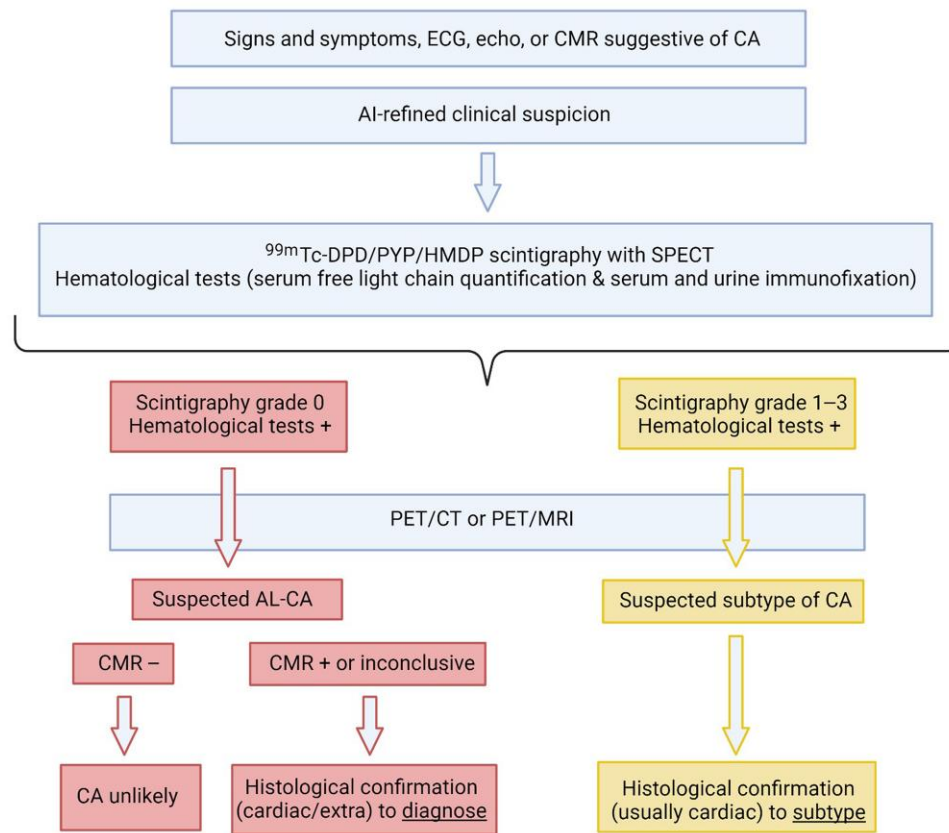 Signs and symptoms, ECG, echo, or CMR suggestive of CA
AI-refined clinical suspicion
99mTc-DPD/PYP/HMDP scintigraphy with SPECT
Hematological tests (serum free light chain quantification & serum and urine immunofixation)
Scintigraphy grade 0
Hematological tests +
Scintigraphy grade 1–3
Hematological tests +
PET/CT or PET/MRI
Suspected AL-CA
Suspected subtype of CA
CMR –
CMR + or inconclusive
CA unlikely
Histological confirmation
(cardiac/extra) to diagnose
Histological confirmation
(usually cardiac) to subtype